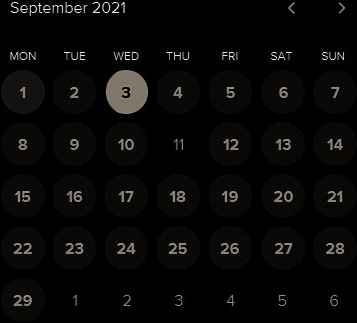 September 2021
MON TUE WED THU FRI SAT SUN
1 2 3 4 5 6 7
8 9 10 11 12 13 14
15 16 17 18 19 20 21
22 23 24 25 26 27 28
29 1 2 3 4 5 6